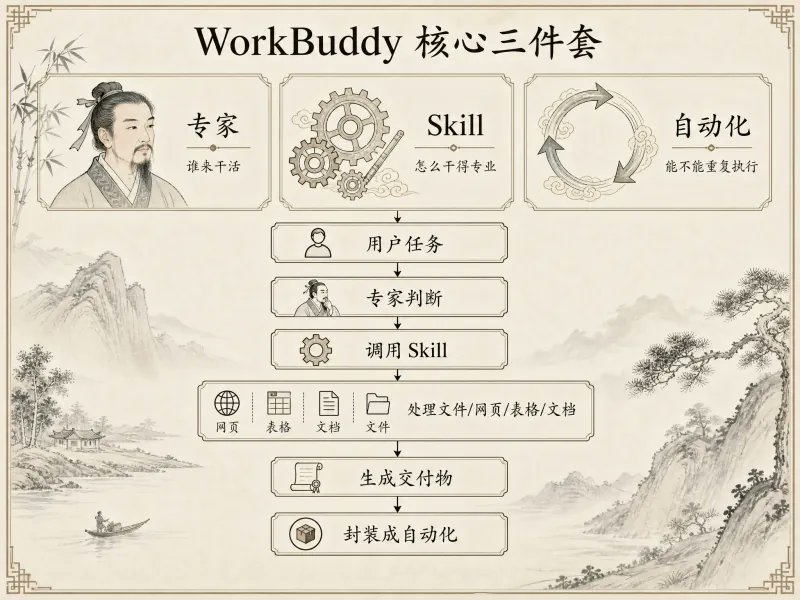 WorkBuddy 核心三件套
专家
谁来干活
Skill
怎么干得专业
自动化
能不能重复执行
用户任务
专家判断
调用 Skill
网页
表格
文档
文件
处理文件/网页/表格/文档
生成交付物
封装成自动化